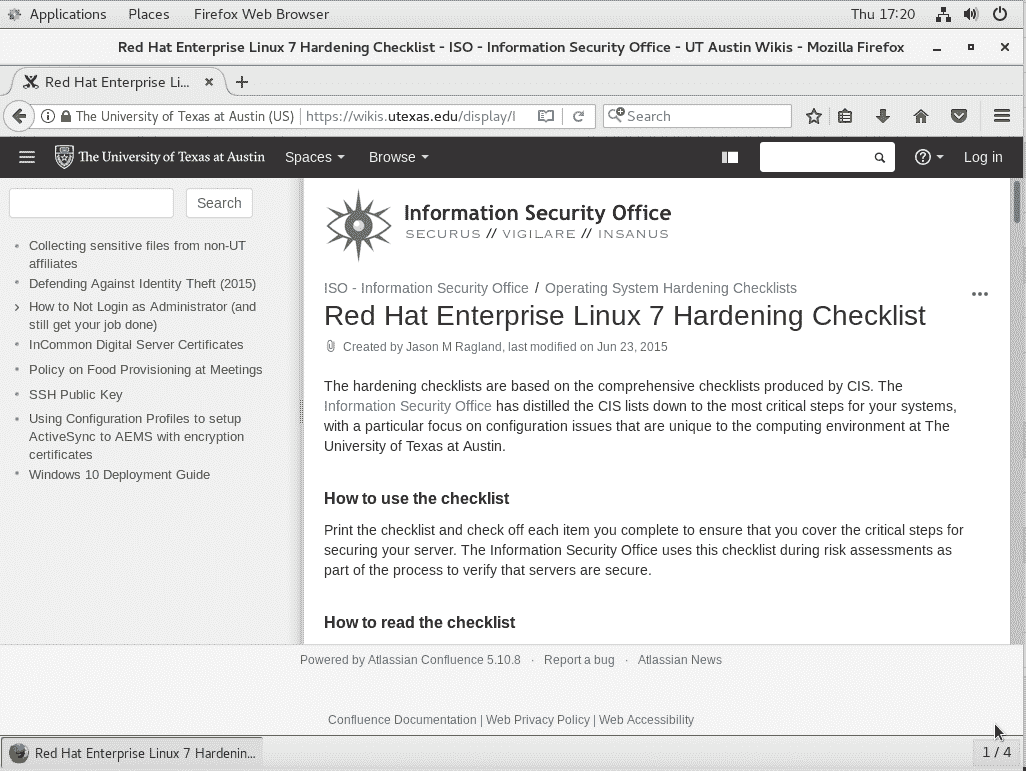 Applications Places Firefox Web Browser Thu 17:20
Red Hat Enterprise Linux 7 Hardening Checklist - ISO - Information Security Office - UT Austin Wikis - Mozilla Firefox
Red Hat Enterprise Li...
The University of Texas at Austin (US) https://wikis.utexas.edu/display/I Search
The University of Texas at Austin Spaces Browse Log in
Search
Collecting sensitive files from non-UT
affiliates
Defending Against Identity Theft (2015)
How to Not Login as Administrator (and
still get your job done)
InCommon Digital Server Certificates
Policy on Food Provisioning at Meetings
SSH Public Key
Using Configuration Profiles to setup
ActiveSync to AEMS with encryption
certificates
Windows 10 Deployment Guide
Information Security Office
SECURUS // VIGILARE // INSANUS
ISO - Information Security Office / Operating System Hardening Checklists
Red Hat Enterprise Linux 7 Hardening Checklist
Created by Jason M Ragland, last modified on Jun 23, 2015
The hardening checklists are based on the comprehensive checklists produced by CIS. The
Information Security Office has distilled the CIS lists down to the most critical steps for your systems,
with a particular focus on configuration issues that are unique to the computing environment at The
University of Texas at Austin.
How to use the checklist
Print the checklist and check off each item you complete to ensure that you cover the critical steps for
securing your server. The Information Security Office uses this checklist during risk assessments as
part of the process to verify that servers are secure.
How to read the checklist
Powered by Atlassian Confluence 5.10.8 · Report a bug · Atlassian News
Confluence Documentation | Web Privacy Policy | Web Accessibility
Red Hat Enterprise Linux 7 Hardenin... 1 / 4